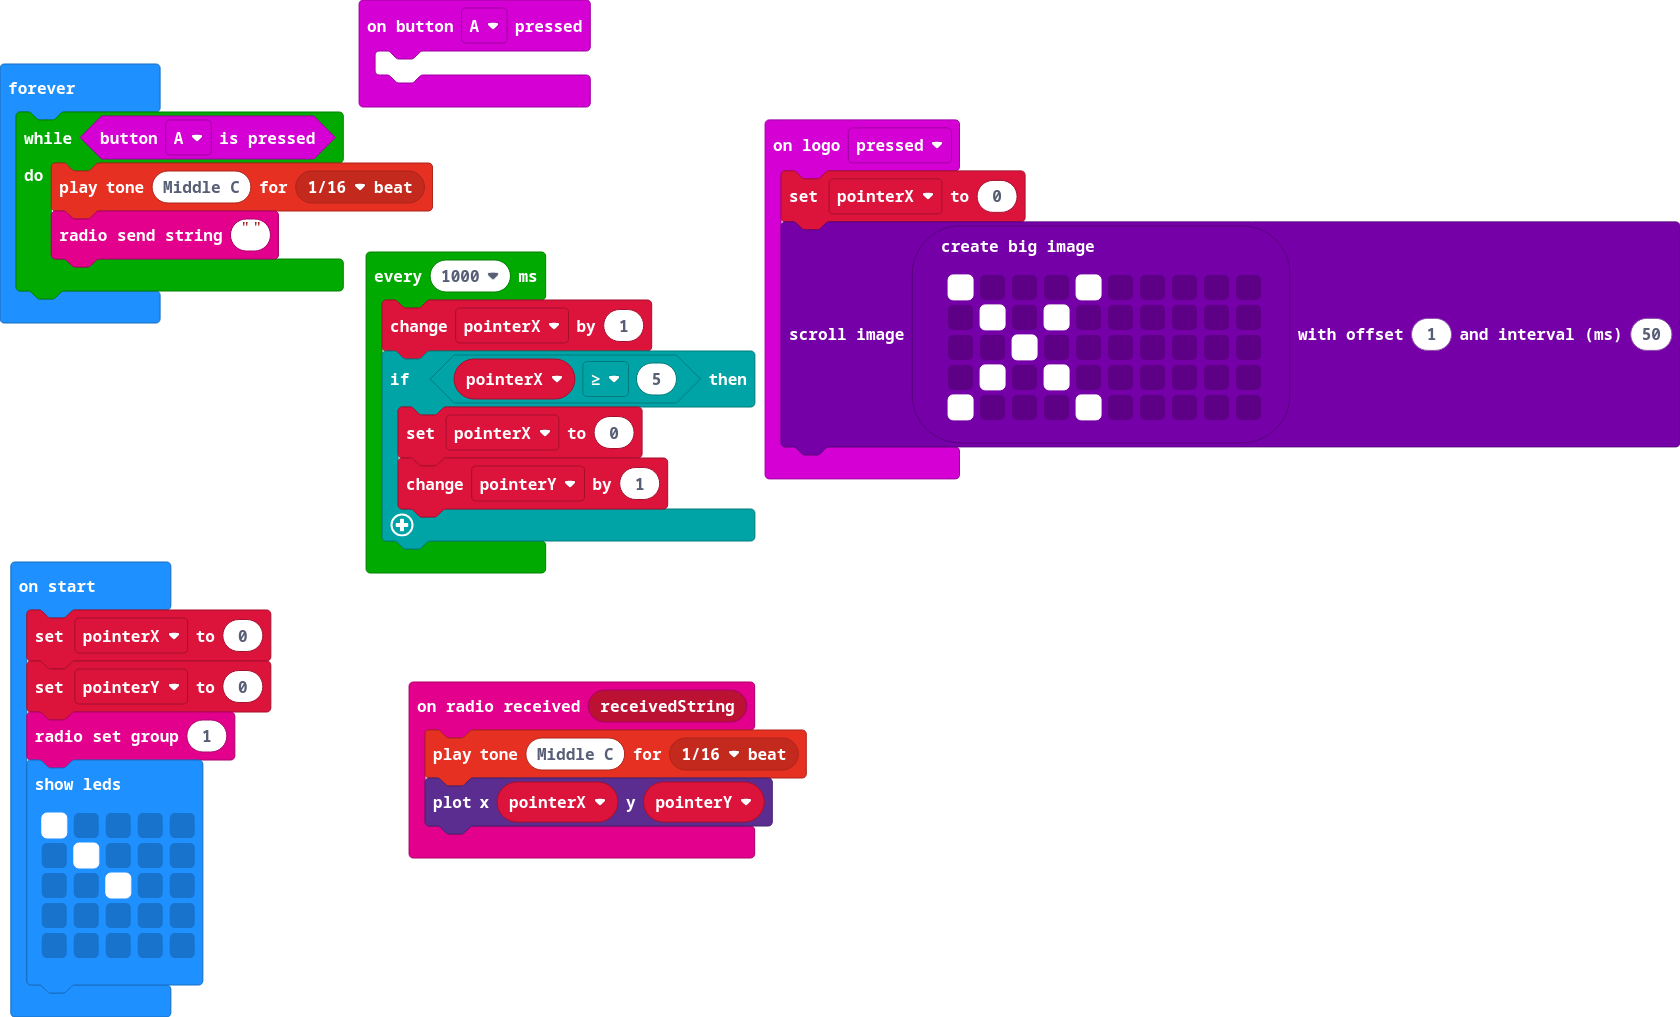 on button A pressed
forever
while button A is pressed
do
play tone Middle C for 1/16 beat
radio send string " "
every 1000 ms
change pointerX by 1
if pointerX ≥ 5 then
set pointerX to 0
change pointerY by 1
on logo pressed
set pointerX to 0
create big image
scroll image with offset 1 and interval (ms) 50
on start
set pointerX to 0
set pointerY to 0
radio set group 1
show leds
on radio received receivedString
play tone Middle C for 1/16 beat
plot x pointerX y pointerY